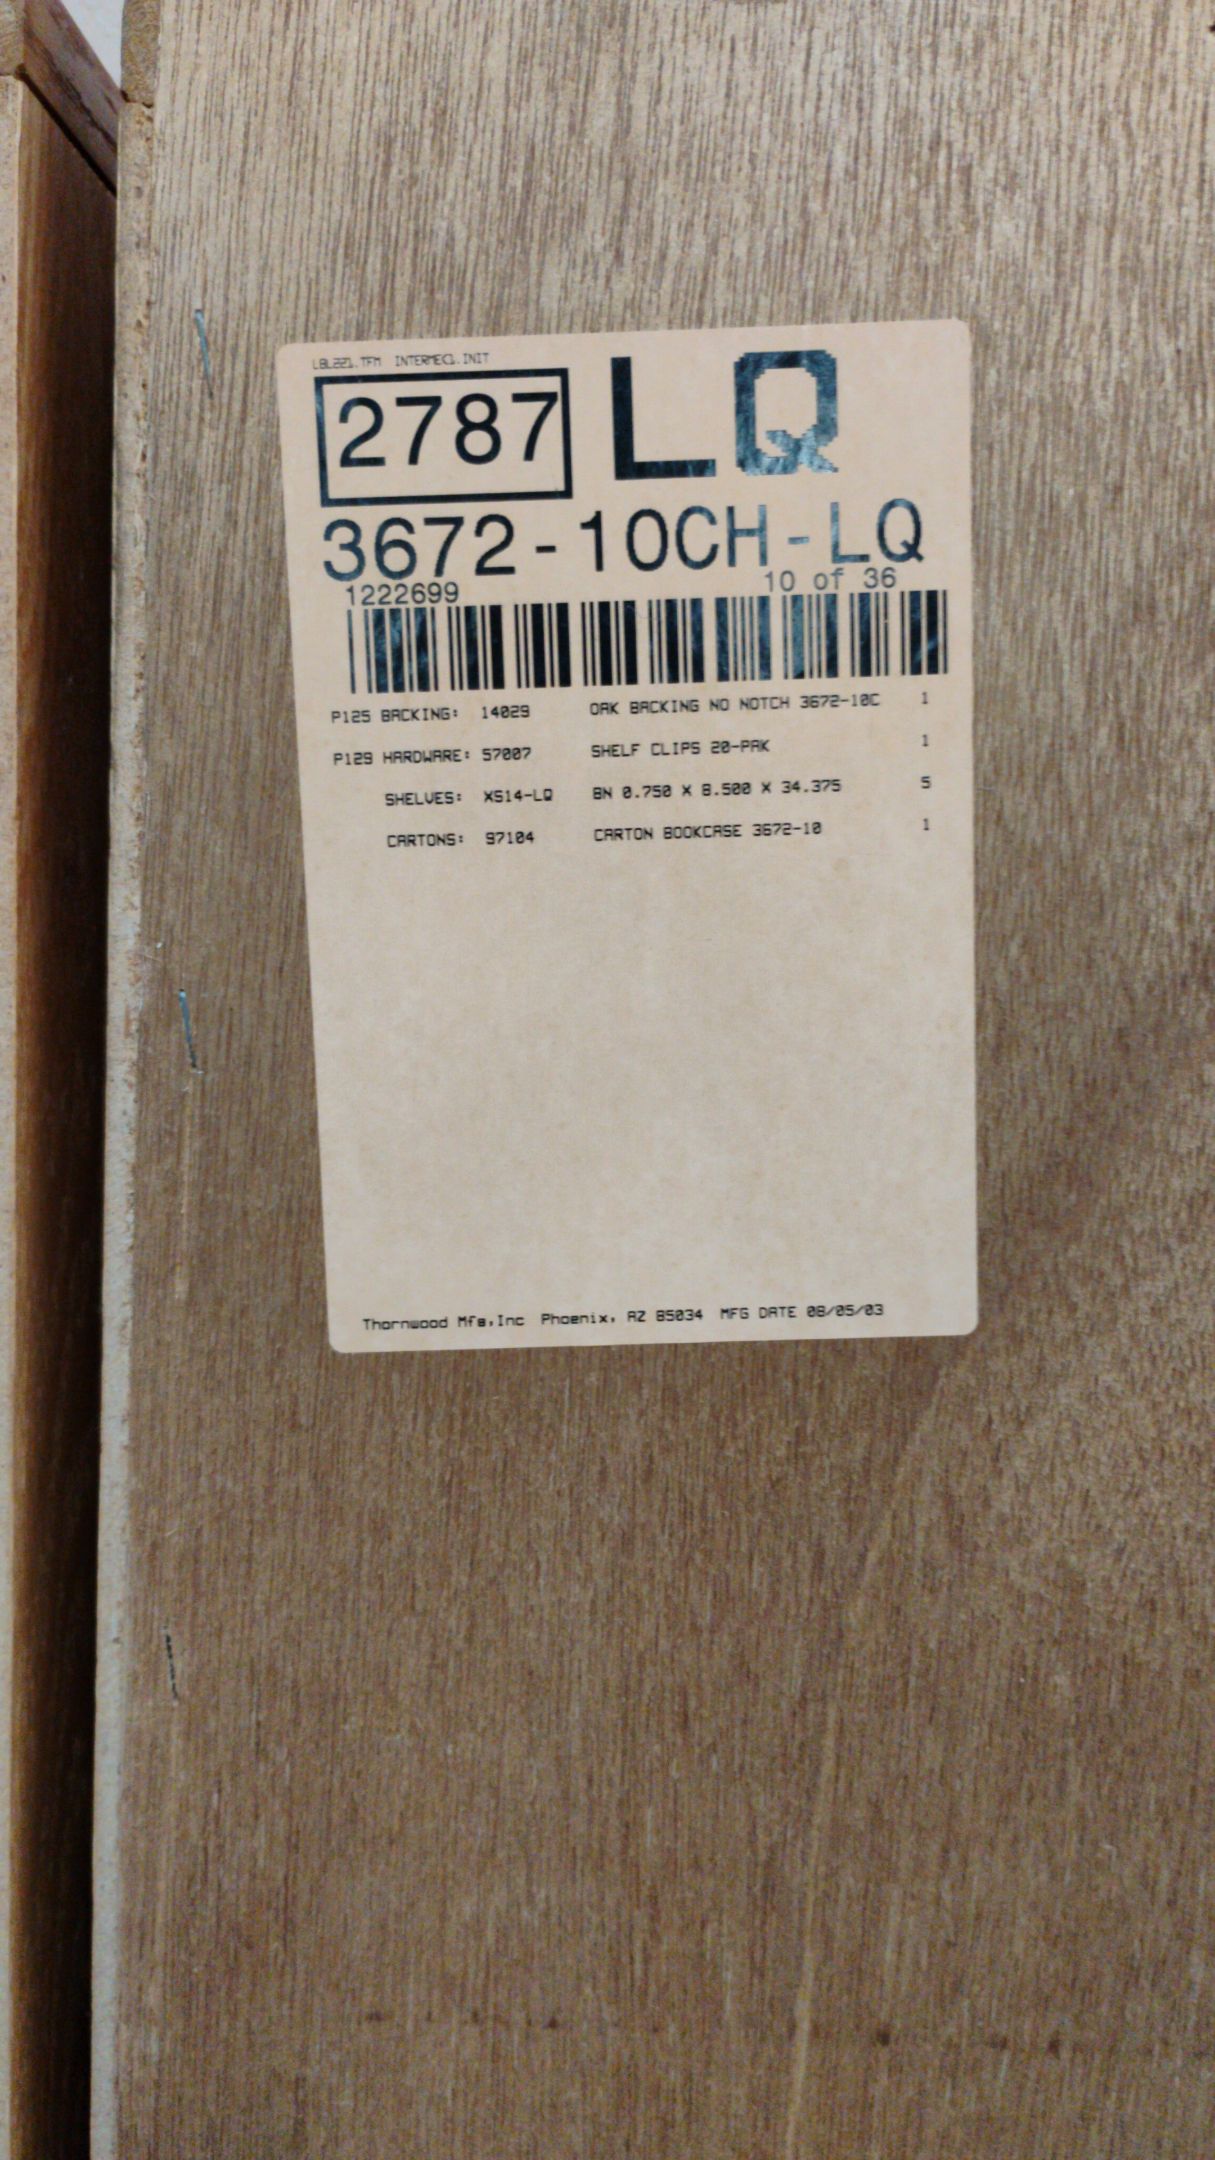 LBL221.TFM INTERMEC1.INIT
2787 LQ
3672-10CH-LQ
1222699 10 of 36
P125 BACKING: 14029 OAK BACKING NO NOTCH 3672-10C 1
P129 HARDWARE: 57007 SHELF CLIPS 20-PAK 1
SHELVES: XS14-LQ BN 0.750 X 8.500 X 34.375 5
CARTONS: 97104 CARTON BOOKCASE 3672-10 1
Thornwood Mfg,Inc Phoenix, AZ 85034 MFG DATE 08/05/03